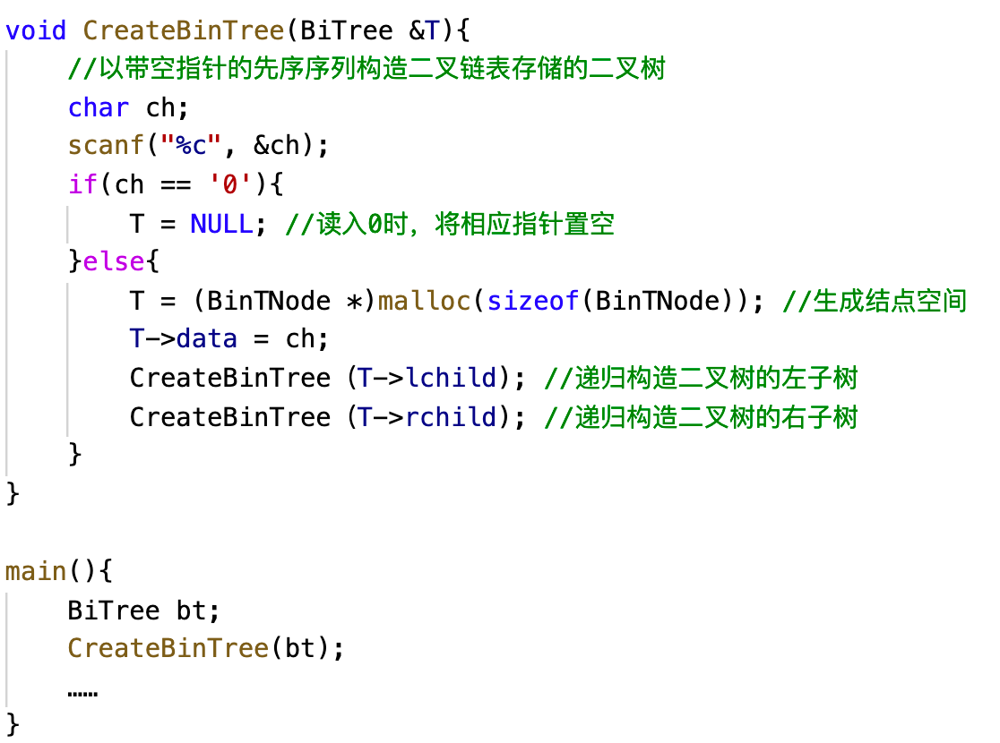 void CreateBinTree(BiTree &T){
//以带空指针的先序序列构造二叉链表存储的二叉树
char ch;
scanf("%c", &ch);
if(ch == '0'){
T = NULL; //读入0时，将相应指针置空
}else{
T = (BinTNode *)malloc(sizeof(BinTNode)); //生成结点空间
T->data = ch;
CreateBinTree (T->lchild); //递归构造二叉树的左子树
CreateBinTree (T->rchild); //递归构造二叉树的右子树
}
}
main(){
BiTree bt;
CreateBinTree(bt);
……
}